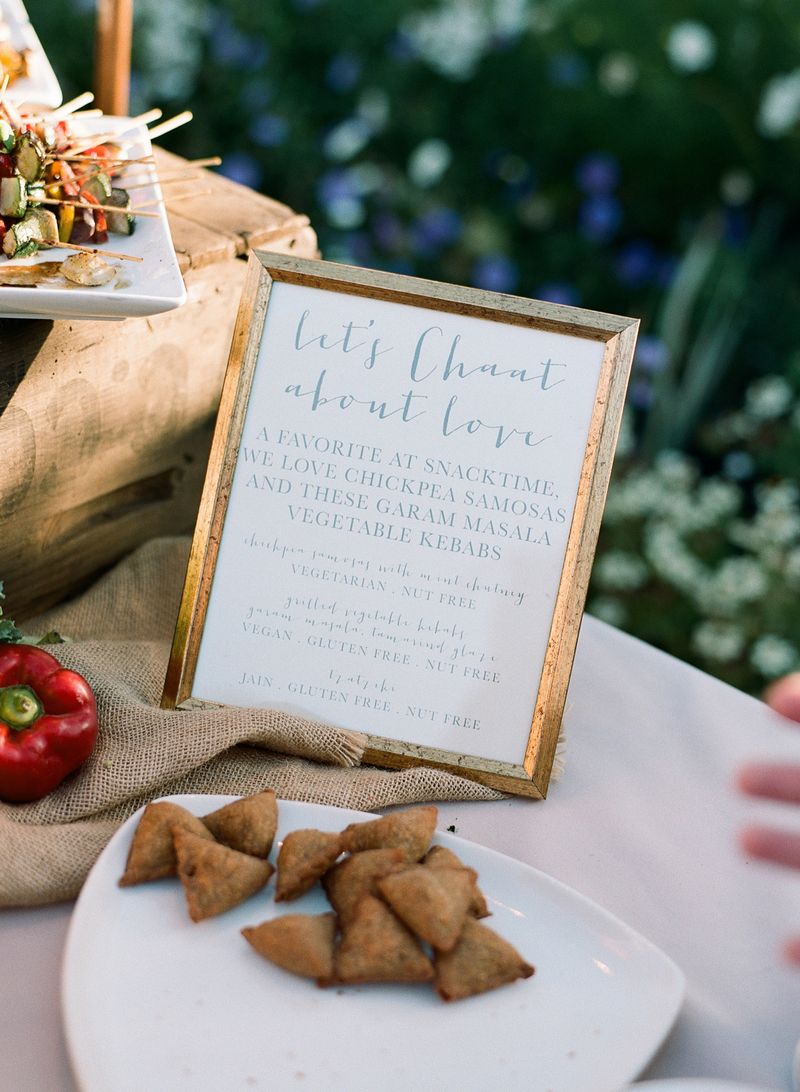 let's Chaat
about love
A FAVORITE AT SNACKTIME,
WE LOVE CHICKPEA SAMOSAS
AND THESE GARAM MASALA
VEGETABLE KEBABS
chickpea samosas with mint chutney
VEGETARIAN . NUT FREE
grilled vegetable kebabs
garam masala, tamarind glaze
VEGAN . GLUTEN FREE . NUT FREE
tzatziki
JAIN . GLUTEN FREE . NUT FREE